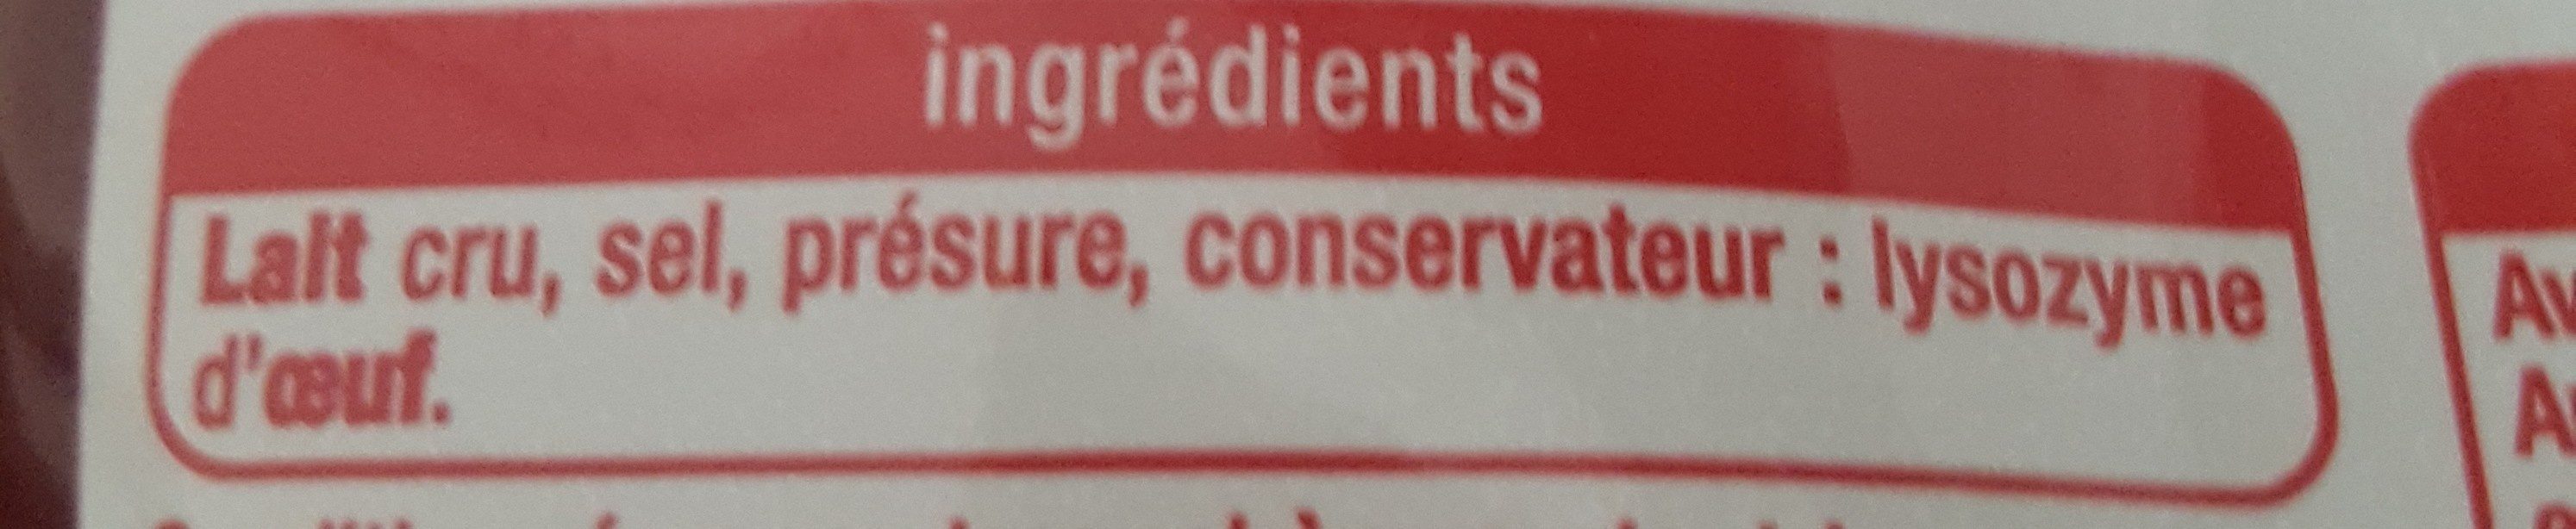 ingrédients
Lait cru, sel, présure, conservateur : lysozyme
d'œuf.